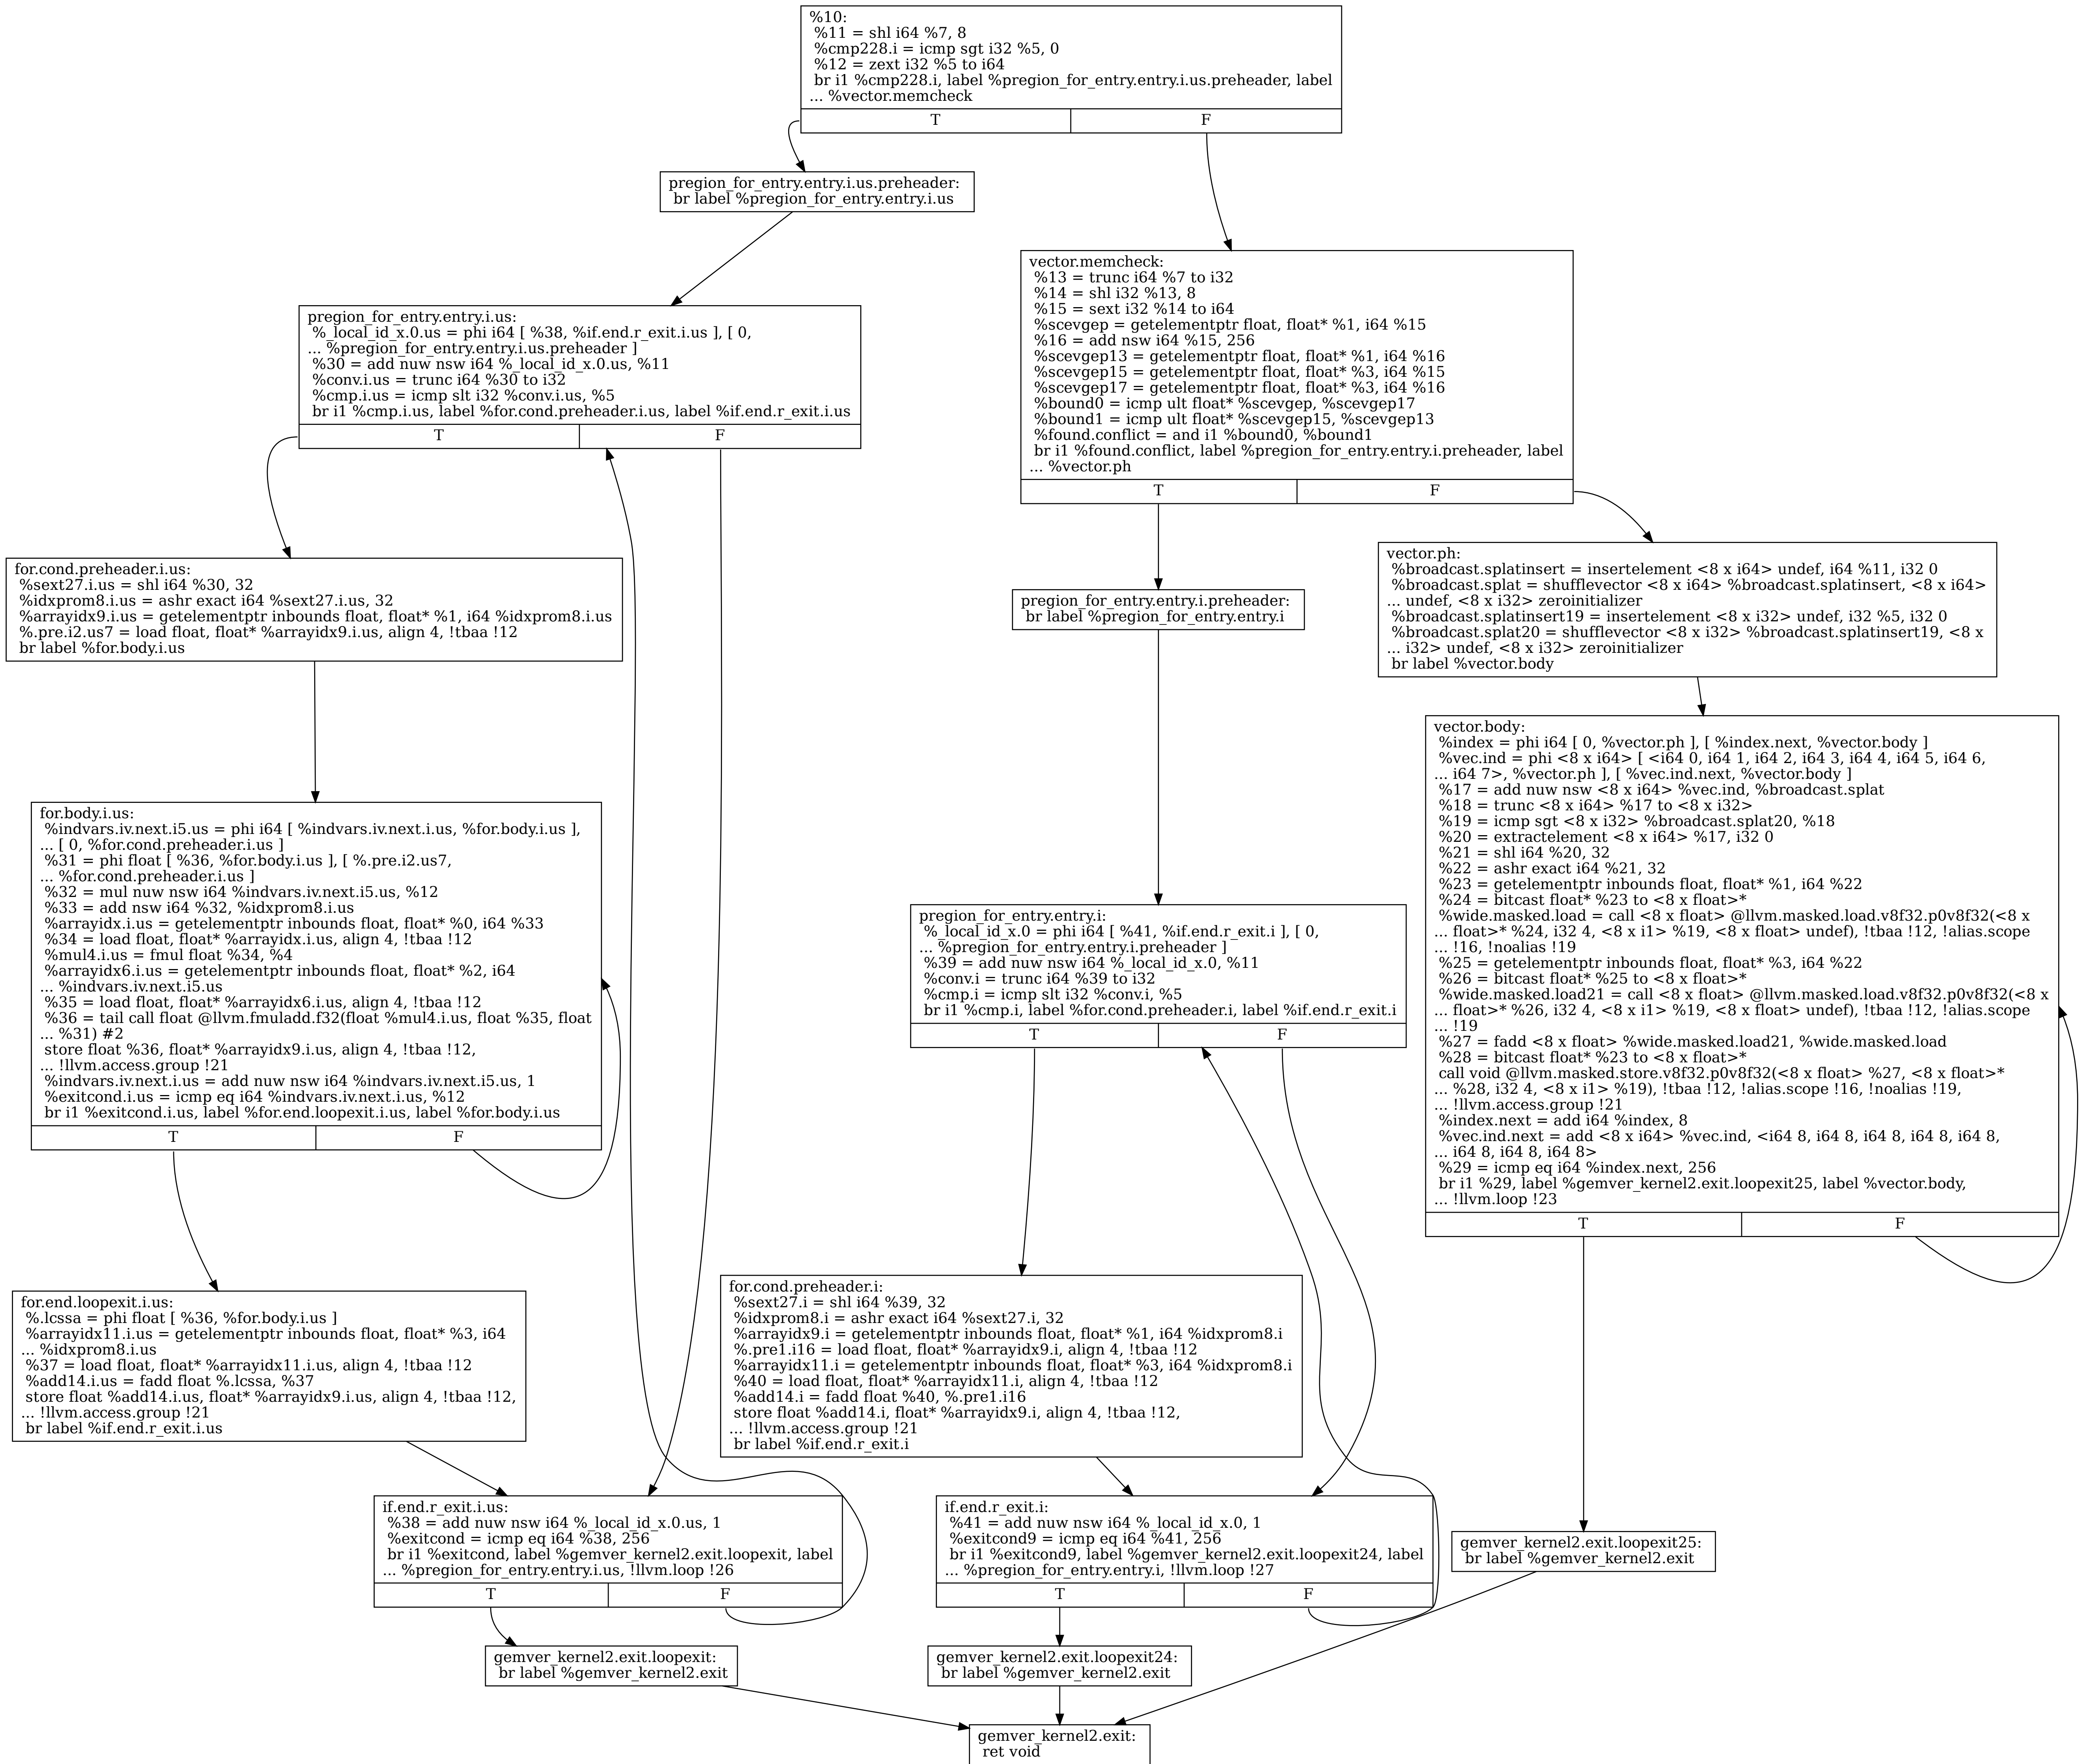 %10:
%11 = shl i64 %7, 8
%cmp228.i = icmp sgt i32 %5, 0
%12 = zext i32 %5 to i64
br i1 %cmp228.i, label %pregion_for_entry.entry.i.us.preheader, label
... %vector.memcheck
T
F
pregion_for_entry.entry.i.us.preheader:
br label %pregion_for_entry.entry.i.us
vector.memcheck:
%13 = trunc i64 %7 to i32
%14 = shl i32 %13, 8
%15 = sext i32 %14 to i64
%scevgep = getelementptr float, float* %1, i64 %15
%16 = add nsw i64 %15, 256
%scevgep13 = getelementptr float, float* %1, i64 %16
%scevgep15 = getelementptr float, float* %3, i64 %15
%scevgep17 = getelementptr float, float* %3, i64 %16
%bound0 = icmp ult float* %scevgep, %scevgep17
%bound1 = icmp ult float* %scevgep15, %scevgep13
%found.conflict = and i1 %bound0, %bound1
br i1 %found.conflict, label %pregion_for_entry.entry.i.preheader, label
... %vector.ph
T
F
pregion_for_entry.entry.i.us:
%_local_id_x.0.us = phi i64 [ %38, %if.end.r_exit.i.us ], [ 0,
... %pregion_for_entry.entry.i.us.preheader ]
%30 = add nuw nsw i64 %_local_id_x.0.us, %11
%conv.i.us = trunc i64 %30 to i32
%cmp.i.us = icmp slt i32 %conv.i.us, %5
br i1 %cmp.i.us, label %for.cond.preheader.i.us, label %if.end.r_exit.i.us
T
F
for.cond.preheader.i.us:
%sext27.i.us = shl i64 %30, 32
%idxprom8.i.us = ashr exact i64 %sext27.i.us, 32
%arrayidx9.i.us = getelementptr inbounds float, float* %1, i64 %idxprom8.i.us
%.pre.i2.us7 = load float, float* %arrayidx9.i.us, align 4, !tbaa !12
br label %for.body.i.us
pregion_for_entry.entry.i.preheader:
br label %pregion_for_entry.entry.i
vector.ph:
%broadcast.splatinsert = insertelement <8 x i64> undef, i64 %11, i32 0
%broadcast.splat = shufflevector <8 x i64> %broadcast.splatinsert, <8 x i64>
... undef, <8 x i32> zeroinitializer
%broadcast.splatinsert19 = insertelement <8 x i32> undef, i32 %5, i32 0
%broadcast.splat20 = shufflevector <8 x i32> %broadcast.splatinsert19, <8 x
... i32> undef, <8 x i32> zeroinitializer
br label %vector.body
vector.body:
%index = phi i64 [ 0, %vector.ph ], [ %index.next, %vector.body ]
%vec.ind = phi <8 x i64> [ <i64 0, i64 1, i64 2, i64 3, i64 4, i64 5, i64 6,
... i64 7>, %vector.ph ], [ %vec.ind.next, %vector.body ]
%17 = add nuw nsw <8 x i64> %vec.ind, %broadcast.splat
%18 = trunc <8 x i64> %17 to <8 x i32>
%19 = icmp sgt <8 x i32> %broadcast.splat20, %18
%20 = extractelement <8 x i64> %17, i32 0
%21 = shl i64 %20, 32
%22 = ashr exact i64 %21, 32
%23 = getelementptr inbounds float, float* %1, i64 %22
%24 = bitcast float* %23 to <8 x float>*
%wide.masked.load = call <8 x float> @llvm.masked.load.v8f32.p0v8f32(<8 x
... float>* %24, i32 4, <8 x i1> %19, <8 x float> undef), !tbaa !12, !alias.scope
... !16, !noalias !19
%25 = getelementptr inbounds float, float* %3, i64 %22
%26 = bitcast float* %25 to <8 x float>*
%wide.masked.load21 = call <8 x float> @llvm.masked.load.v8f32.p0v8f32(<8 x
... float>* %26, i32 4, <8 x i1> %19, <8 x float> undef), !tbaa !12, !alias.scope
... !19
%27 = fadd <8 x float> %wide.masked.load21, %wide.masked.load
%28 = bitcast float* %23 to <8 x float>*
call void @llvm.masked.store.v8f32.p0v8f32(<8 x float> %27, <8 x float>*
... %28, i32 4, <8 x i1> %19), !tbaa !12, !alias.scope !16, !noalias !19,
... !llvm.access.group !21
%index.next = add i64 %index, 8
%vec.ind.next = add <8 x i64> %vec.ind, <i64 8, i64 8, i64 8, i64 8, i64 8,
... i64 8, i64 8, i64 8>
%29 = icmp eq i64 %index.next, 256
br i1 %29, label %gemver_kernel2.exit.loopexit25, label %vector.body,
... !llvm.loop !23
T
F
for.body.i.us:
%indvars.iv.next.i5.us = phi i64 [ %indvars.iv.next.i.us, %for.body.i.us ],
... [ 0, %for.cond.preheader.i.us ]
%31 = phi float [ %36, %for.body.i.us ], [ %.pre.i2.us7,
... %for.cond.preheader.i.us ]
%32 = mul nuw nsw i64 %indvars.iv.next.i5.us, %12
%33 = add nsw i64 %32, %idxprom8.i.us
%arrayidx.i.us = getelementptr inbounds float, float* %0, i64 %33
%34 = load float, float* %arrayidx.i.us, align 4, !tbaa !12
%mul4.i.us = fmul float %34, %4
%arrayidx6.i.us = getelementptr inbounds float, float* %2, i64
... %indvars.iv.next.i5.us
%35 = load float, float* %arrayidx6.i.us, align 4, !tbaa !12
%36 = tail call float @llvm.fmuladd.f32(float %mul4.i.us, float %35, float
... %31) #2
store float %36, float* %arrayidx9.i.us, align 4, !tbaa !12,
... !llvm.access.group !21
%indvars.iv.next.i.us = add nuw nsw i64 %indvars.iv.next.i5.us, 1
%exitcond.i.us = icmp eq i64 %indvars.iv.next.i.us, %12
br i1 %exitcond.i.us, label %for.end.loopexit.i.us, label %for.body.i.us
T
F
pregion_for_entry.entry.i:
%_local_id_x.0 = phi i64 [ %41, %if.end.r_exit.i ], [ 0,
... %pregion_for_entry.entry.i.preheader ]
%39 = add nuw nsw i64 %_local_id_x.0, %11
%conv.i = trunc i64 %39 to i32
%cmp.i = icmp slt i32 %conv.i, %5
br i1 %cmp.i, label %for.cond.preheader.i, label %if.end.r_exit.i
T
F
for.end.loopexit.i.us:
%.lcssa = phi float [ %36, %for.body.i.us ]
%arrayidx11.i.us = getelementptr inbounds float, float* %3, i64
... %idxprom8.i.us
%37 = load float, float* %arrayidx11.i.us, align 4, !tbaa !12
%add14.i.us = fadd float %.lcssa, %37
store float %add14.i.us, float* %arrayidx9.i.us, align 4, !tbaa !12,
... !llvm.access.group !21
br label %if.end.r_exit.i.us
for.cond.preheader.i:
%sext27.i = shl i64 %39, 32
%idxprom8.i = ashr exact i64 %sext27.i, 32
%arrayidx9.i = getelementptr inbounds float, float* %1, i64 %idxprom8.i
%.pre1.i16 = load float, float* %arrayidx9.i, align 4, !tbaa !12
%arrayidx11.i = getelementptr inbounds float, float* %3, i64 %idxprom8.i
%40 = load float, float* %arrayidx11.i, align 4, !tbaa !12
%add14.i = fadd float %40, %.pre1.i16
store float %add14.i, float* %arrayidx9.i, align 4, !tbaa !12,
... !llvm.access.group !21
br label %if.end.r_exit.i
if.end.r_exit.i.us:
%38 = add nuw nsw i64 %_local_id_x.0.us, 1
%exitcond = icmp eq i64 %38, 256
br i1 %exitcond, label %gemver_kernel2.exit.loopexit, label
... %pregion_for_entry.entry.i.us, !llvm.loop !26
T
F
if.end.r_exit.i:
%41 = add nuw nsw i64 %_local_id_x.0, 1
%exitcond9 = icmp eq i64 %41, 256
br i1 %exitcond9, label %gemver_kernel2.exit.loopexit24, label
... %pregion_for_entry.entry.i, !llvm.loop !27
T
F
gemver_kernel2.exit.loopexit25:
br label %gemver_kernel2.exit
gemver_kernel2.exit.loopexit:
br label %gemver_kernel2.exit
gemver_kernel2.exit.loopexit24:
br label %gemver_kernel2.exit
gemver_kernel2.exit:
ret void